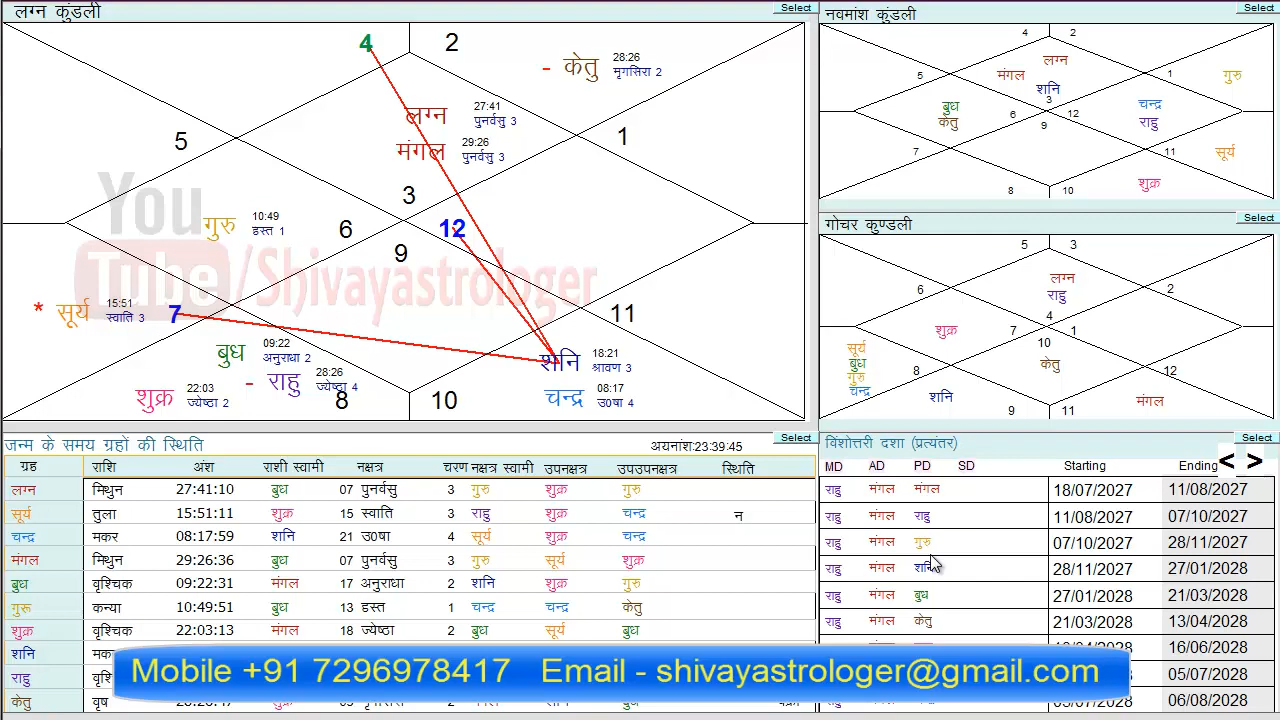 लग्न कुंडली
Select
4
2
- केतु 28:26
मृगसिरा 2
लग्न 27:41
पुनर्वसु 3
मंगल 29:26
पुनर्वसु 3
5
1
3
You Tube/Shivayastrologer
गुरु 10:49
हस्त 1
6
12
9
* सूर्य 15:51
स्वाति 3
7
11
बुध 09:22
अनुराधा 2
- राहु 28:26
ज्येष्ठा 4
शुक्र 22:03
ज्येष्ठा 2
8
10
शनि 18:21
श्रावण 3
चन्द्र 08:17
उ0षा 4
नवमांश कुंडली
Select
4
2
लग्न
मंगल
शनि
5
1
गुरु
बुध
केतु
3
6
12
9
चन्द्र
राहु
7
11
सूर्य
8
10
शुक्र
गोचर कुण्डली
Select
5
3
लग्न
राहु
6
2
शुक्र
4
7
1
10
केतु
सूर्य
बुध
गुरु
चन्द्र
8
12
शनि
9
11
मंगल
जन्म के समय ग्रहों की स्थिति
अयनांश:23:39:45
Select
ग्रह राशि अंश राशी स्वामी नक्षत्र चरण नक्षत्र स्वामी उपनक्षत्र उपउपनक्षत्र स्थिति
लग्न मिथुन 27:41:10 बुध 07 पुनर्वसु 3 गुरु शुक्र गुरु
सूर्य तुला 15:51:11 शुक्र 15 स्वाति 3 राहु शुक्र चन्द्र न
चन्द्र मकर 08:17:59 शनि 21 उ0षा 4 सूर्य शुक्र चन्द्र
मंगल मिथुन 29:26:36 बुध 07 पुनर्वसु 3 गुरु सूर्य शुक्र
बुध वृश्चिक 09:22:31 मंगल 17 अनुराधा 2 शनि शुक्र गुरु
गुरू कन्या 10:49:51 बुध 13 हस्त 1 चन्द्र चन्द्र केतु
शुक्र वृश्चिक 22:03:13 मंगल 18 ज्येष्ठा 2 बुध सूर्य बुध
शनि
राहु
केतु वृष
विंशोत्तरी दशा (प्रत्यंतर)
Select
MD AD PD SD Starting Ending < >
राहु मंगल मंगल 18/07/2027 11/08/2027
राहु मंगल राहु 11/08/2027 07/10/2027
राहु मंगल गुरु 07/10/2027 28/11/2027
राहु मंगल शनि 28/11/2027 27/01/2028
राहु मंगल बुध 27/01/2028 21/03/2028
राहु मंगल केतु 21/03/2028 13/04/2028
16/06/2028
05/07/2028
06/08/2028
Mobile +91 7296978417 Email - shivayastrologer@gmail.com